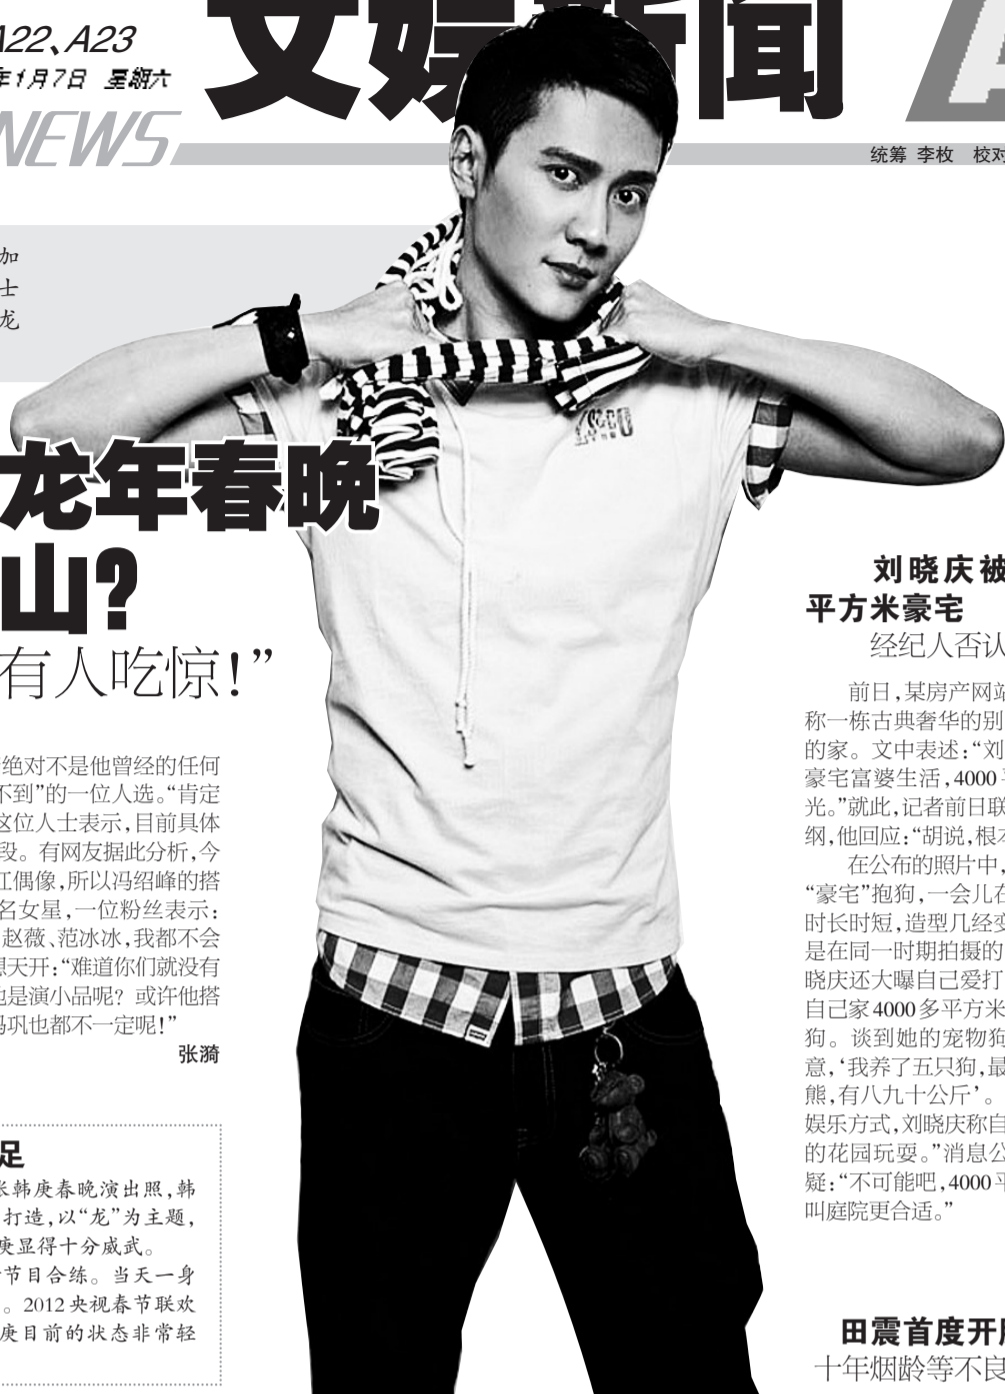 A22、A23
年1月7日 星期六
NEWS
文娱新闻
统筹 李枚 校对
加
士
龙
龙年春晚
山?
有人吃惊!”
绝对不是他曾经的任何
不到”的一位人选。“肯定
这位人士表示,目前具体
段。有网友据此分析,今
红偶像,所以冯绍峰的搭
名女星,一位粉丝表示:
赵薇、范冰冰,我都不会
想天开:“难道你们就没有
也是演小品呢?或许他搭
冯巩也都不一定呢!”
张漪
足
张韩庚春晚演出照,韩
打造,以“龙”为主题,
庚显得十分威武。
节目合练。当天一身
。2012央视春节联欢
庚目前的状态非常轻
刘晓庆被
平方米豪宅
经纪人否认
前日,某房产网站
称一栋古典奢华的别
的家。文中表述:“刘
豪宅富婆生活,4000平
光。”就此,记者前日联
纲,他回应:“胡说,根本
在公布的照片中,
“豪宅”抱狗,一会儿在
时长时短,造型几经变
是在同一时期拍摄的
晓庆还大曝自己爱打
自己家4000多平方米
狗。谈到她的宠物狗
意,‘我养了五只狗,最
熊,有八九十公斤’。
娱乐方式,刘晓庆称自
的花园玩耍。”消息公
疑:“不可能吧,4000平
叫庭院更合适。”
田震首度开腔
十年烟龄等不良